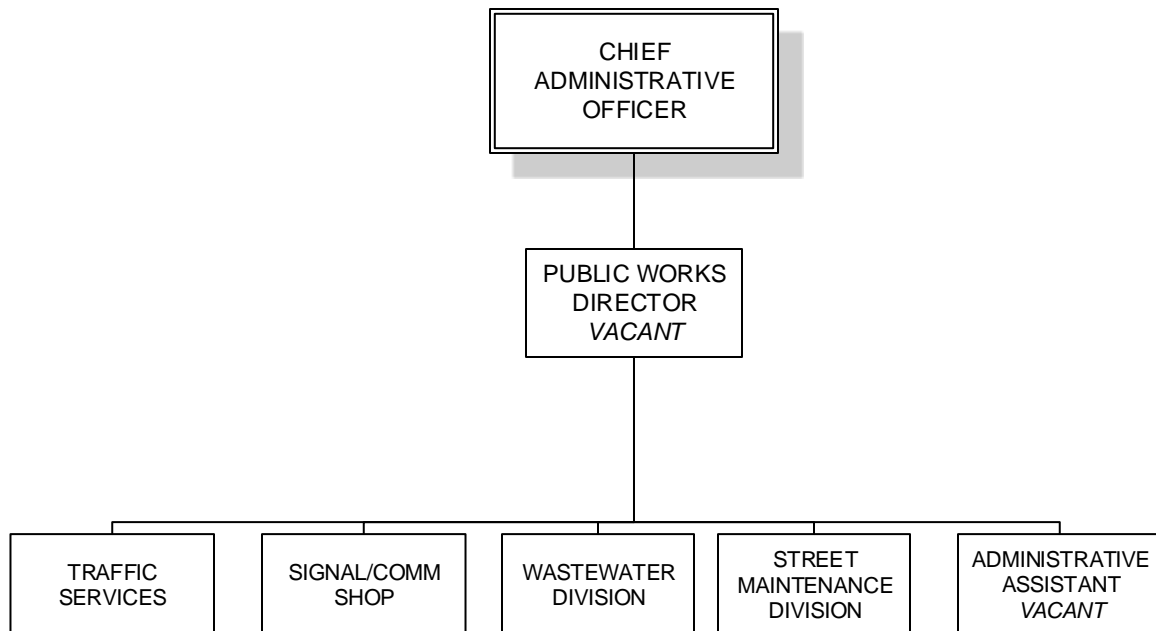 CHIEF
ADMINISTRATIVE
OFFICER
PUBLIC WORKS
DIRECTOR
VACANT
TRAFFIC
SERVICES
SIGNAL/COMM
SHOP
WASTEWATER
DIVISION
STREET
MAINTENANCE
DIVISION
ADMINISTRATIVE
ASSISTANT
VACANT